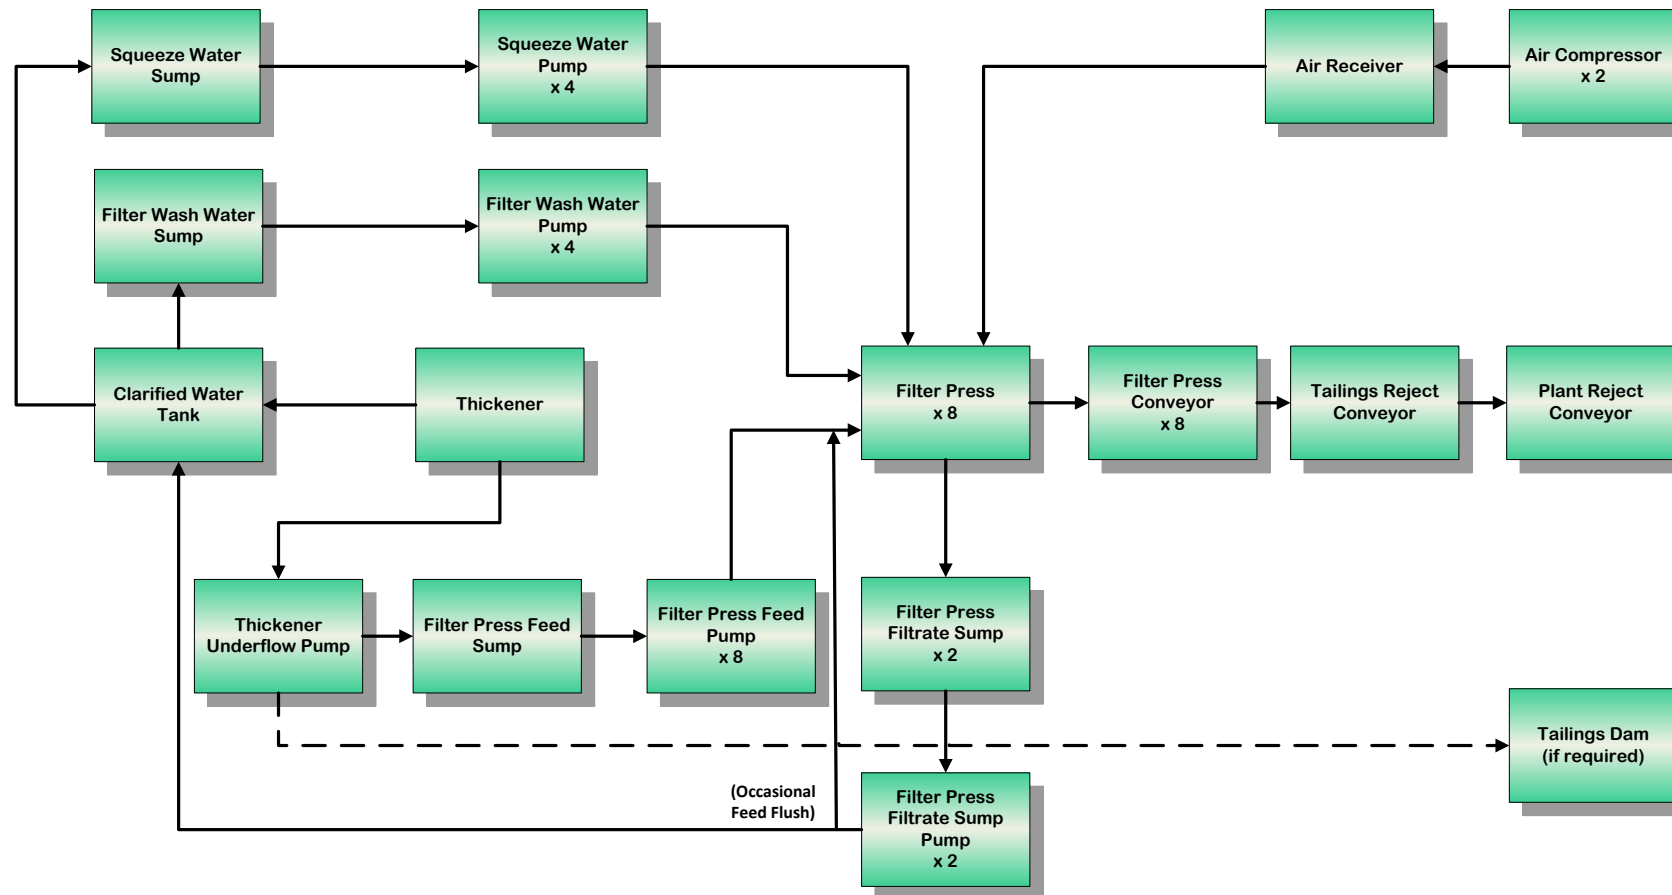 Squeeze Water
Sump
Squeeze Water
Pump
x 4
Air Receiver
Air Compressor
x 2
Filter Wash Water
Sump
Filter Wash Water
Pump
x 4
Clarified Water
Tank
Thickener
Filter Press
x 8
Filter Press
Conveyor
x 8
Tailings Reject
Conveyor
Plant Reject
Conveyor
Thickener
Underflow Pump
Filter Press Feed
Sump
Filter Press Feed
Pump
x 8
Filter Press
Filtrate Sump
x 2
Tailings Dam
(if required)
(Occasional
Feed Flush)
Filter Press
Filtrate Sump
Pump
x 2